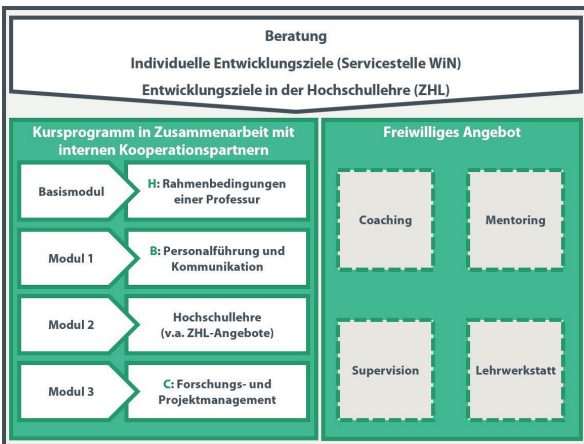 Beratung
Individuelle Entwicklungsziele (Servicestelle WiN)
Entwicklungsziele in der Hochschullehre (ZHL)
Kursprogramm in Zusammenarbeit mit
internen Kooperationspartnern
Basismodul
H: Rahmenbedingungen
einer Professur
Modul 1
B: Personalführung und
Kommunikation
Modul 2
Hochschullehre
(v.a. ZHL-Angebote)
Modul 3
C: Forschungs- und
Projektmanagement
Freiwilliges Angebot
Coaching
Mentoring
Supervision
Lehrwerkstatt